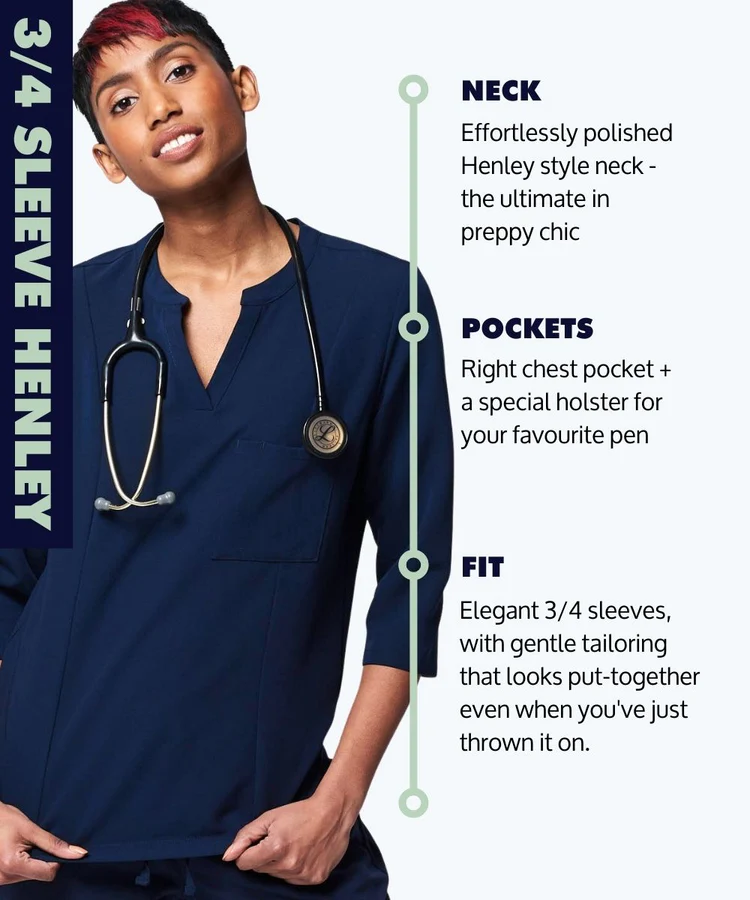 3/4 SLEEVE HENLEY
NECK
Effortlessly polished
Henley style neck -
the ultimate in
preppy chic
POCKETS
Right chest pocket +
a special holster for
your favourite pen
FIT
Elegant 3/4 sleeves,
with gentle tailoring
that looks put-together
even when you've just
thrown it on.